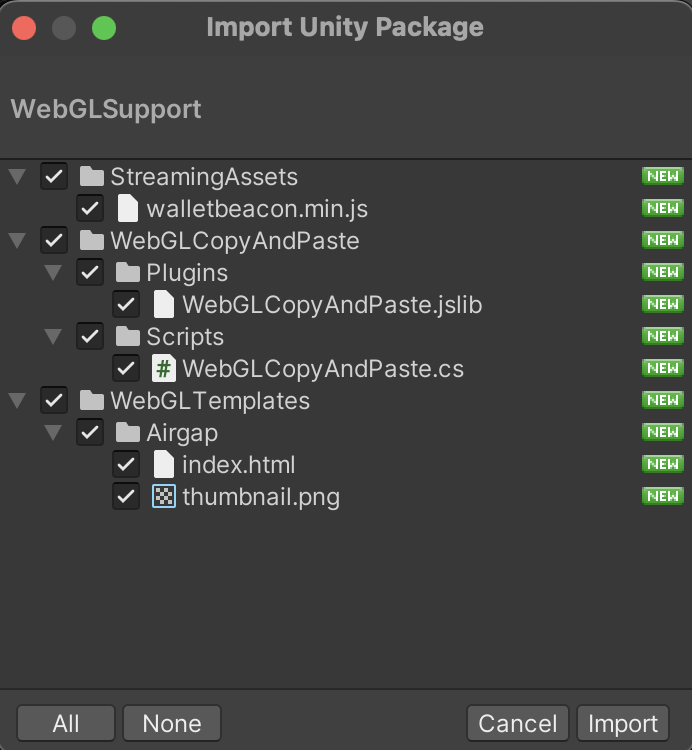 Import Unity Package
WebGLSupport
StreamingAssets NEW
walletbeacon.min.js NEW
WebGLCopyAndPaste NEW
Plugins NEW
WebGLCopyAndPaste.jslib NEW
Scripts NEW
# WebGLCopyAndPaste.cs NEW
WebGLTemplates NEW
Airgap NEW
index.html NEW
thumbnail.png NEW
All None Cancel Import